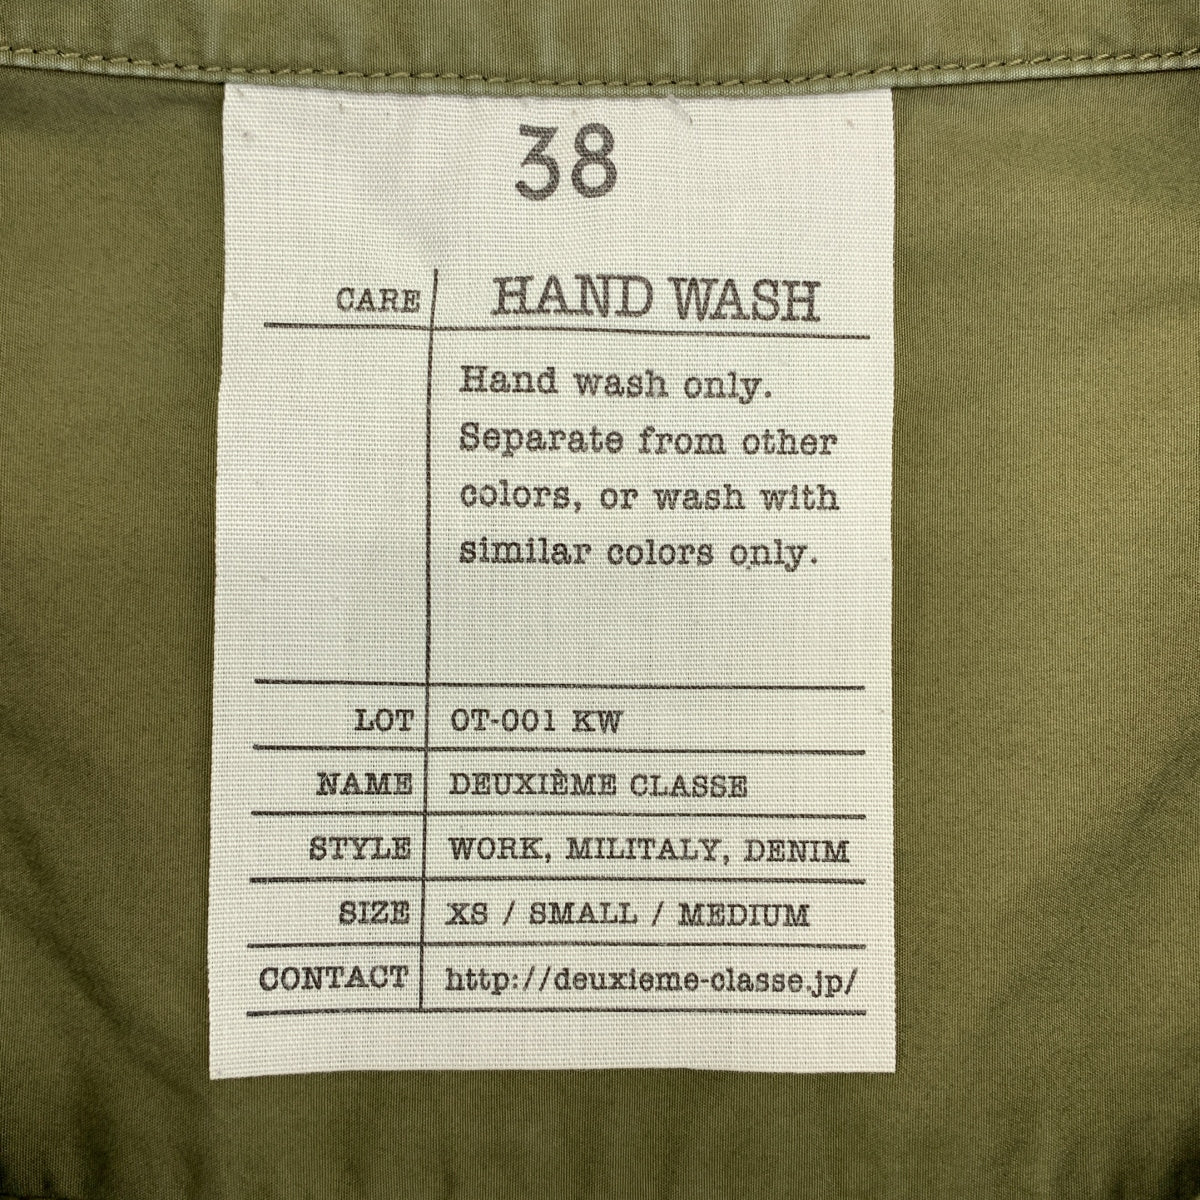 38
CARE HAND WASH
Hand wash only.
Separate from other
colors, or wash with
similar colors only.
LOT OT-001 KW
NAME DEUXIÈME CLASSE
STYLE WORK, MILITALY, DENIM
SIZE XS / SMALL / MEDIUM
CONTACT http://deuxieme-classe.jp/